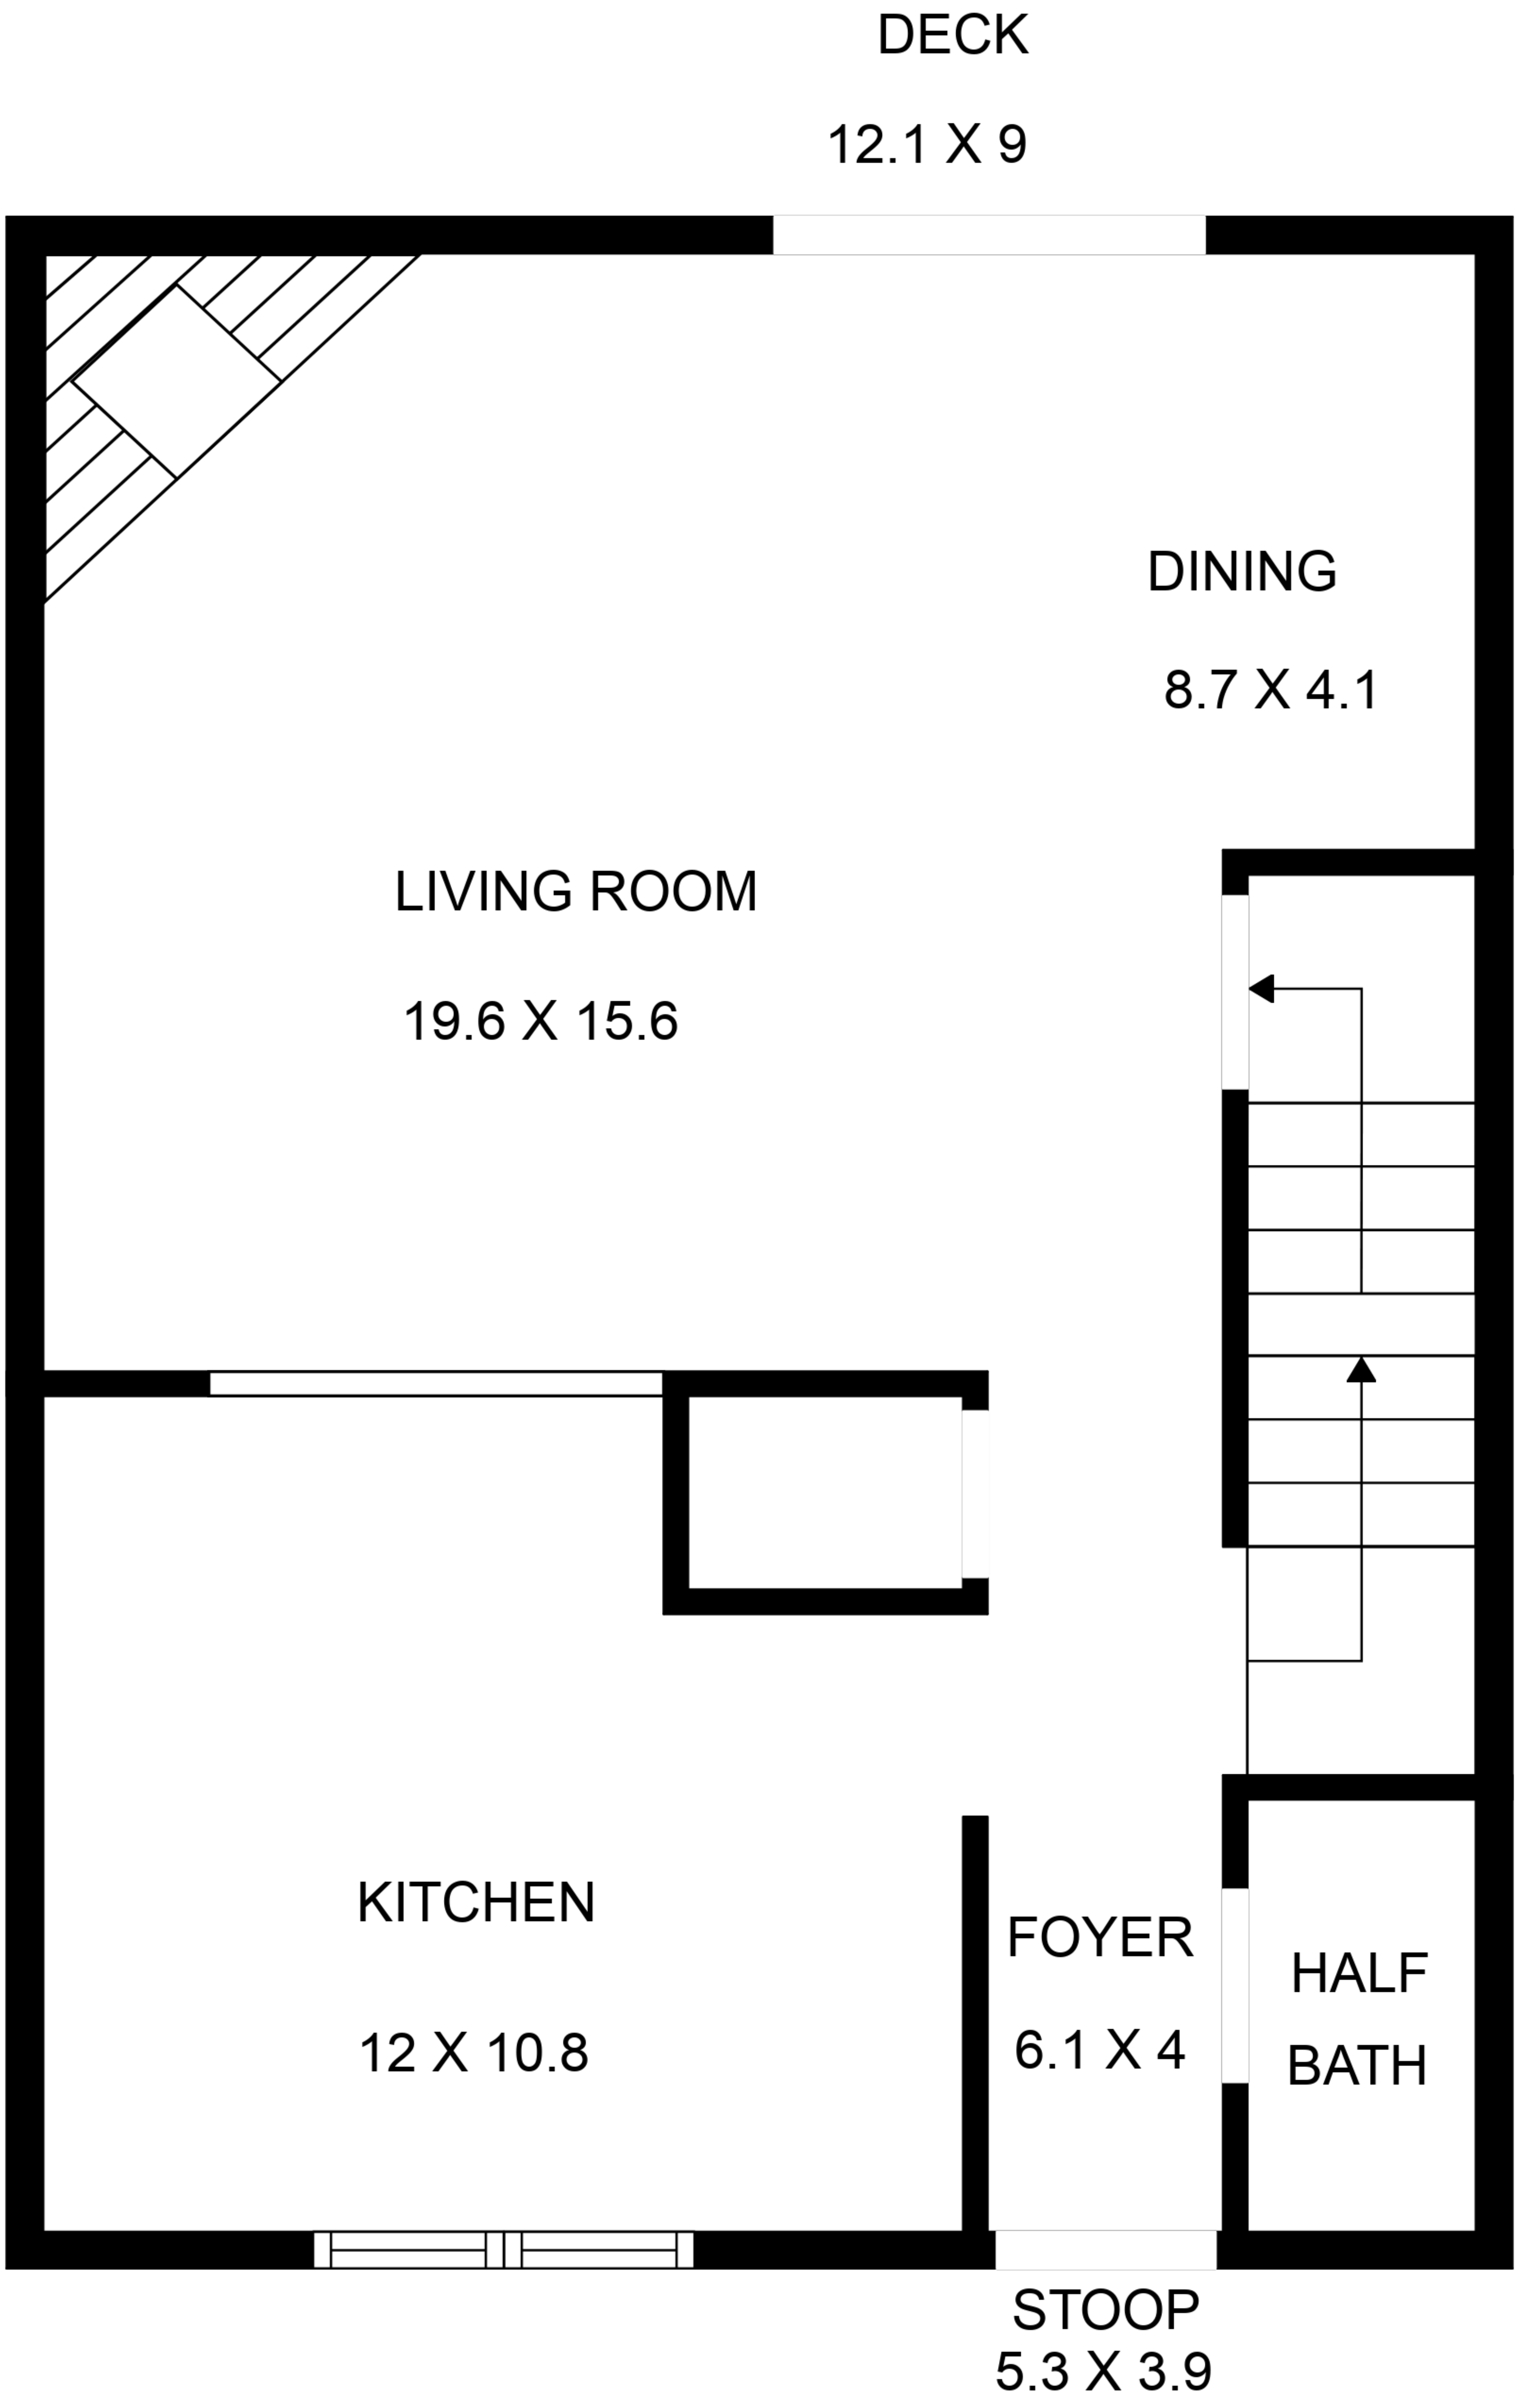 DECK
12.1 X 9
DINING
8.7 X 4.1
LIVING ROOM
19.6 X 15.6
KITCHEN
12 X 10.8
FOYER
6.1 X 4
HALF
BATH
STOOP
5.3 X 3.9